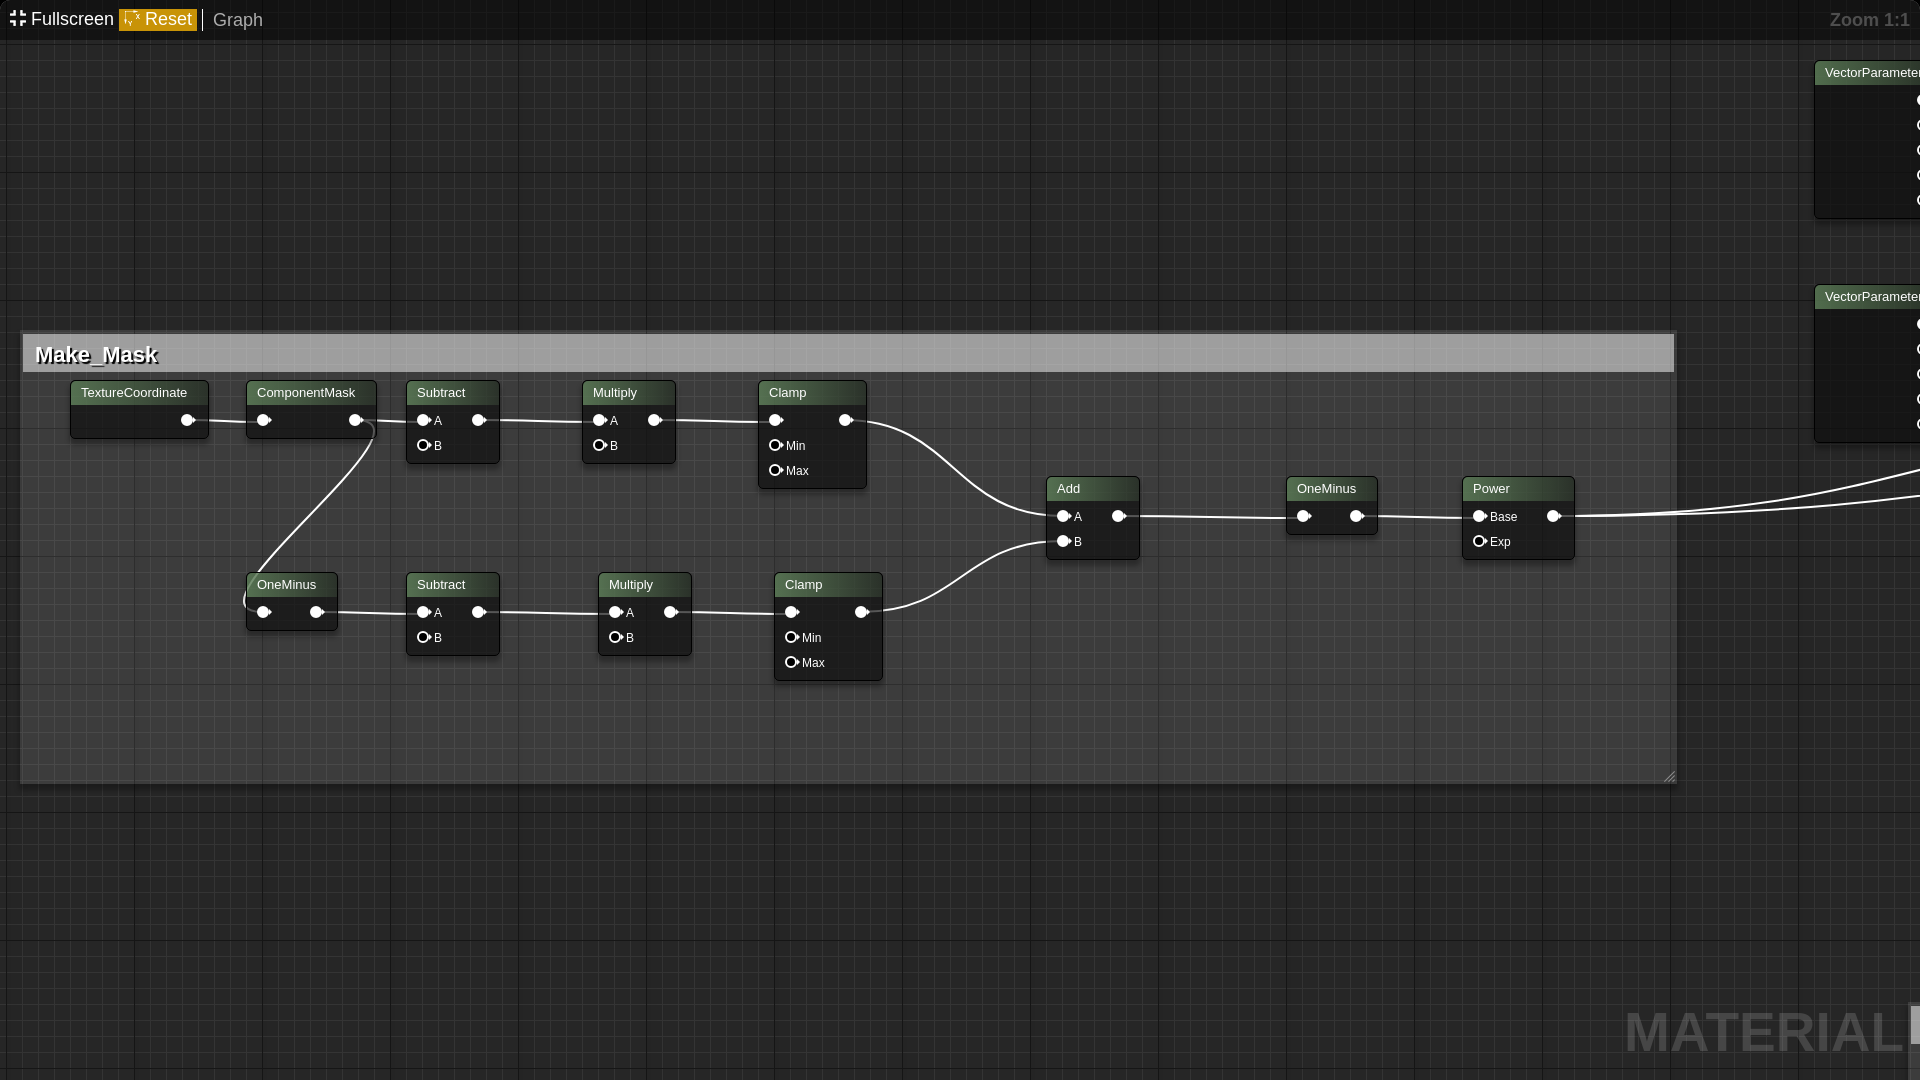 Fullscreen Reset Graph Zoom 1:1
VectorParameter
VectorParameter
Make_Mask
TextureCoordinate ComponentMask Subtract Multiply Clamp
A A
B B Min
Max
Add OneMinus Power
A Base
B Exp
OneMinus Subtract Multiply Clamp
A A
B B Min
Max
MATERIAL